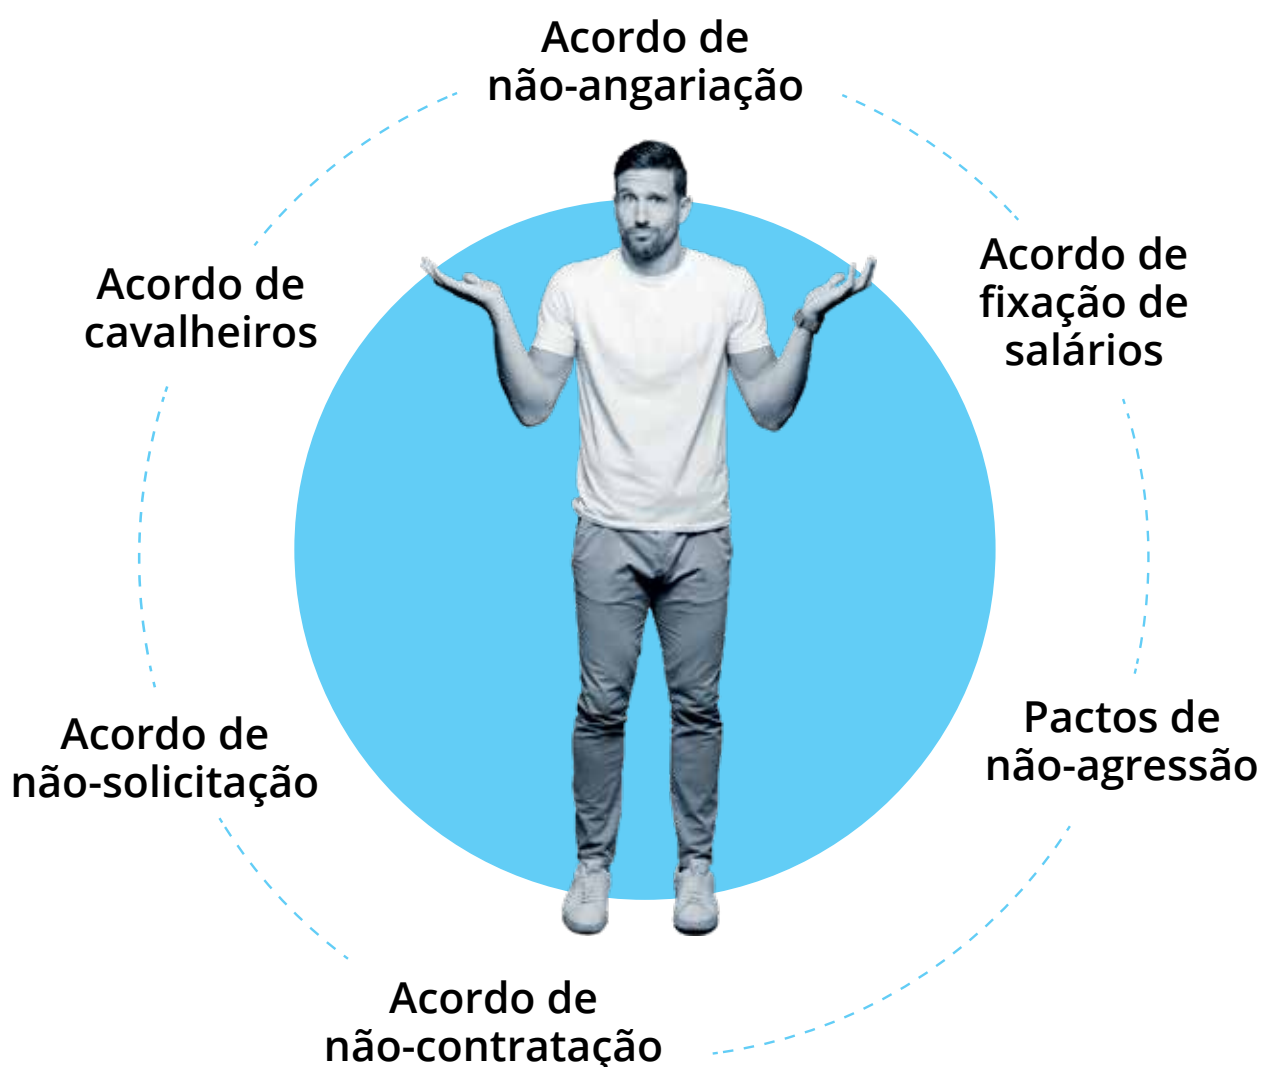 Acordo de
não-angariação
Acordo de
fixação de
salários
Pactos de
não-agressão
Acordo de
não-contratação
Acordo de
não-solicitação
Acordo de
cavalheiros